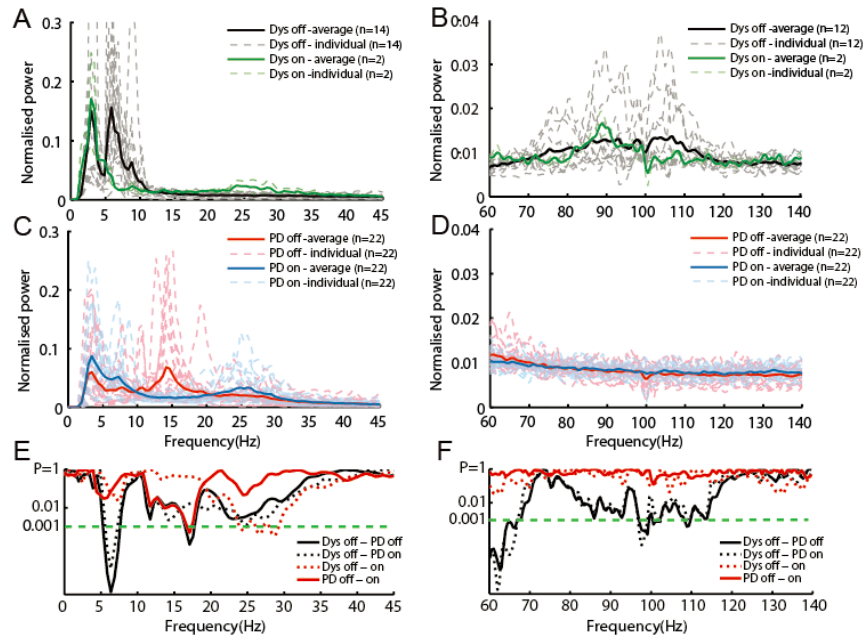 A
Normalised power
0.3
0.2
0.1
0
0 5 10 15 20 25 30 35 40 45
Dys off -average (n=14)
Dys off - individual (n=14)
Dys on - average (n=2)
Dys on -individual (n=2)
B
Normalised power
0:04
0.03
0.02
0:01
0
60 70 80 90 100 110 120 130 140
Dys off -average (n=12)
Dys off - individual (n=12)
Dys on - average (n=2)
Dys on -individual (n=2)
C
Normalised power
0.3
0.2
0.1
0
0 5 10 15 20 25 30 35 40 45
Frequency(Hz)
PD off -average (n=22)
PD off - individual (n=22)
PD on - average (n=22)
PD on -individual (n=22)
D
Normalised power
0.04
0.03
0.02
0.01
0
60 70 80 90 100 110 120 130 140
Frequency(Hz)
PD off -average (n=22)
PD off - individual (n=22)
PD on - average (n=22)
PD on -individual (n=22)
E
P=1
0.01
0.001
0 5 10 15 20 25 30 35 40 45
Frequency(Hz)
Dys off – PD off
Dys off – PD on
Dys off – on
PD off – on
F
P=1
0.01
0.001
60 70 80 90 100 110 120 130 140
Frequency(Hz)
Dys off – PD off
Dys off – PD on
Dys off – on
PD off – on